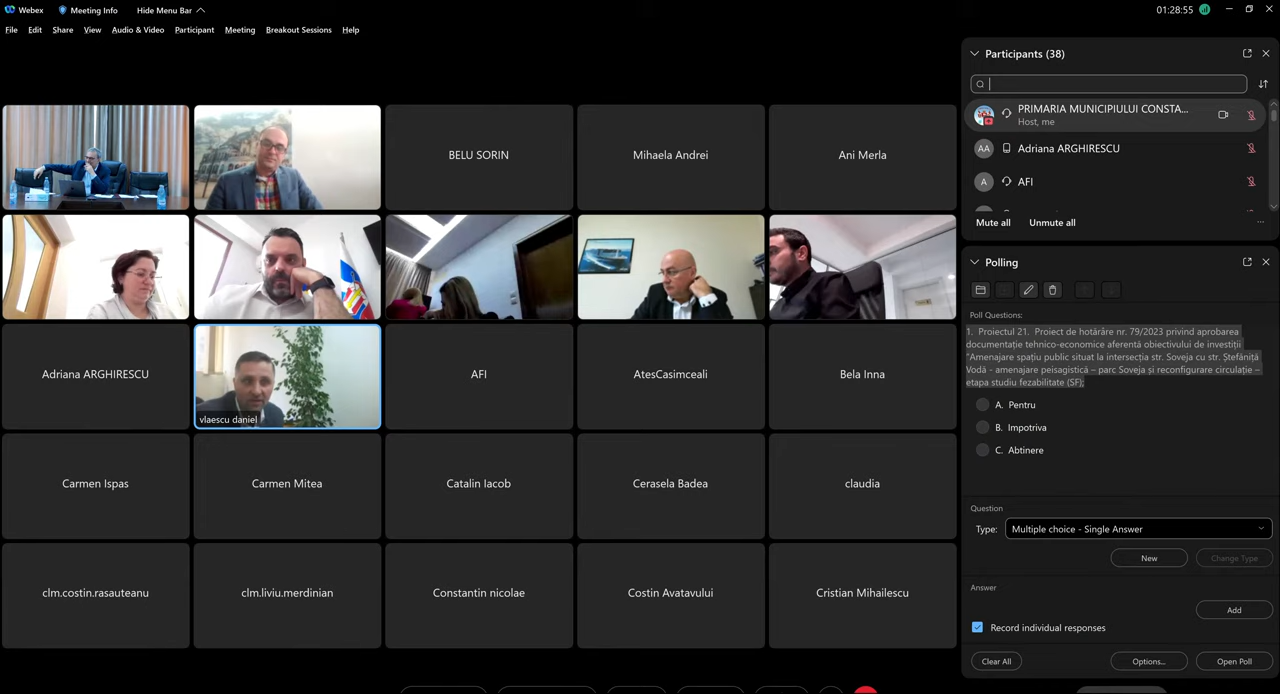 Webex
Meeting Info
Hide Menu Bar
01:28:55
File Edit Share View Audio & Video Participant Meeting Breakout Sessions Help
BELU SORIN
Mihaela Andrei
Ani Merla
Adriana ARGHIRESCU
vlaescu daniel
AFI
AtesCasimceali
Bela Inna
Carmen Ispas
Carmen Mitea
Catalin Iacob
Cerasela Badea
claudia
clm.costin.rasauteanu
clm.liviu.merdinian
Constantin nicolae
Costin Avatavului
Cristian Mihailescu
Participants (38)
PRIMARIA MUNICIPIULUI CONSTA...
Host, me
AA Adriana ARGHIRESCU
A AFI
Mute all Unmute all
Polling
Poll Questions:
1. Proiectul 21. Proiect de hotărâre nr. 79/2023 privind aprobarea
documentație tehnico-economice aferentă obiectivului de investiții
"Amenajare spațiu public situat la intersecția str. Soveja cu str. Ștefăniță
Vodă - amenajare peisagistică – parc Soveja și reconfigurare circulație –
etapa studiu fezabilitate (SF);
A. Pentru
B. Impotriva
C. Abtinere
Question
Type: Multiple choice - Single Answer
New Change Type
Answer
Add
Record individual responses
Clear All Options... Open Poll